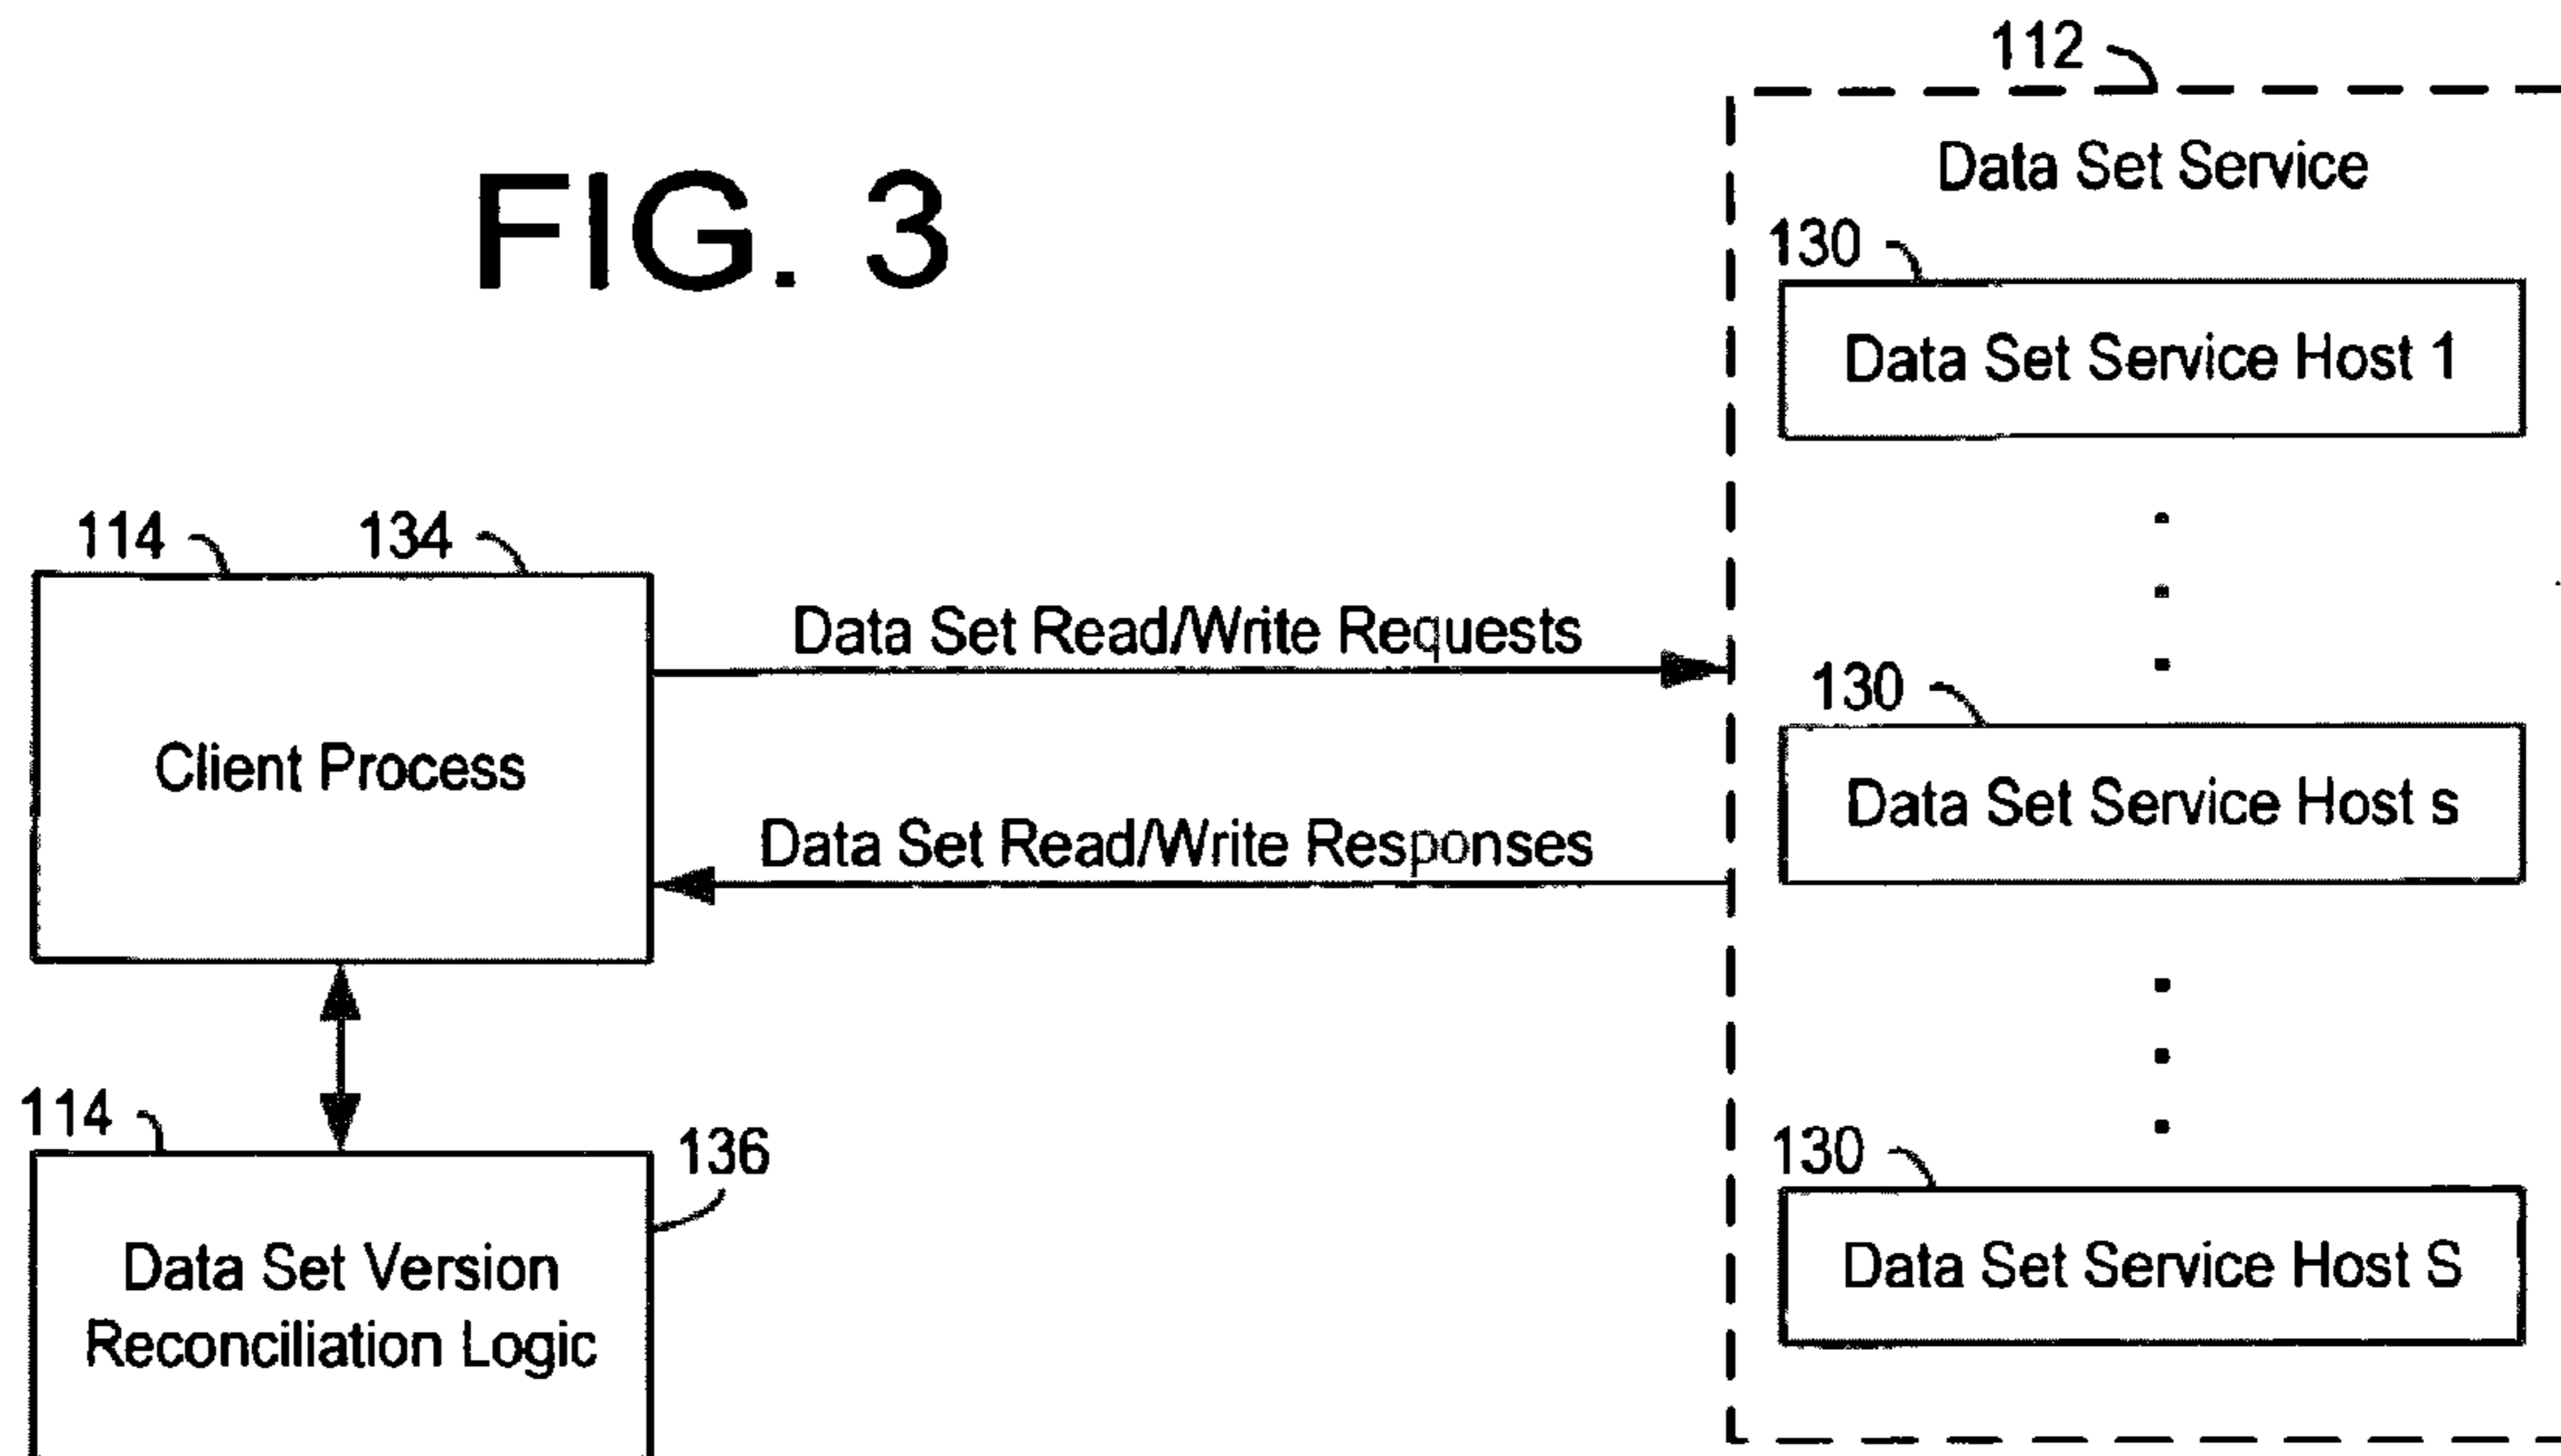 FIG. 3
112
Data Set Service
130
Data Set Service Host 1
114
134
Client Process
Data Set Read/Write Requests
Data Set Read/Write Responses
130
Data Set Service Host s
114
136
Data Set Version
Reconciliation Logic
130
Data Set Service Host S